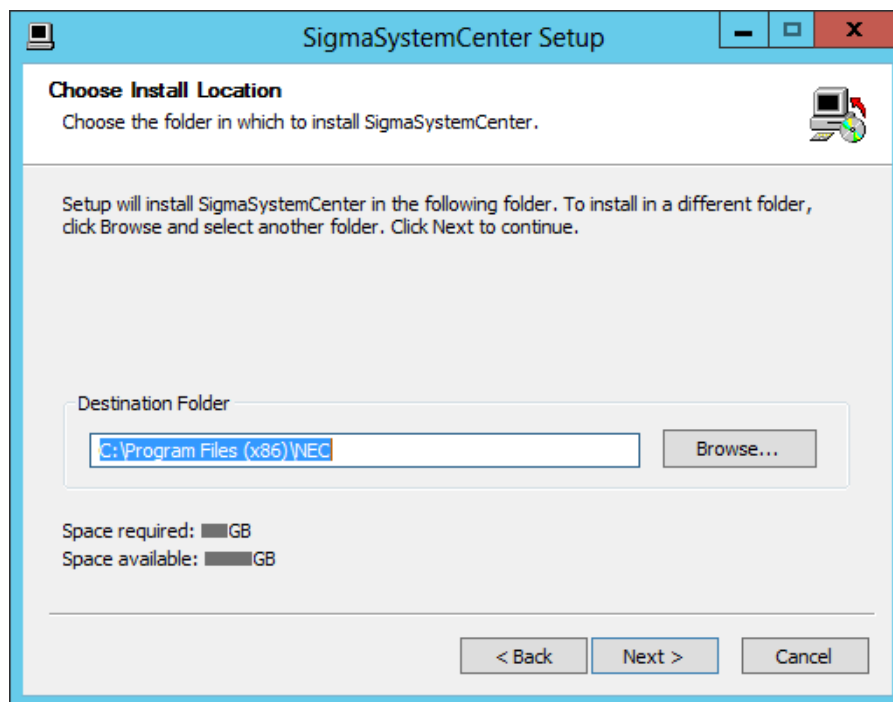 SigmaSystemCenter Setup
Choose Install Location
Choose the folder in which to install SigmaSystemCenter.
Setup will install SigmaSystemCenter in the following folder. To install in a different folder,
click Browse and select another folder. Click Next to continue.
Destination Folder
C:\Program Files (x86)\NEC
Browse...
Space required: GB
Space available: GB
< Back
Next >
Cancel